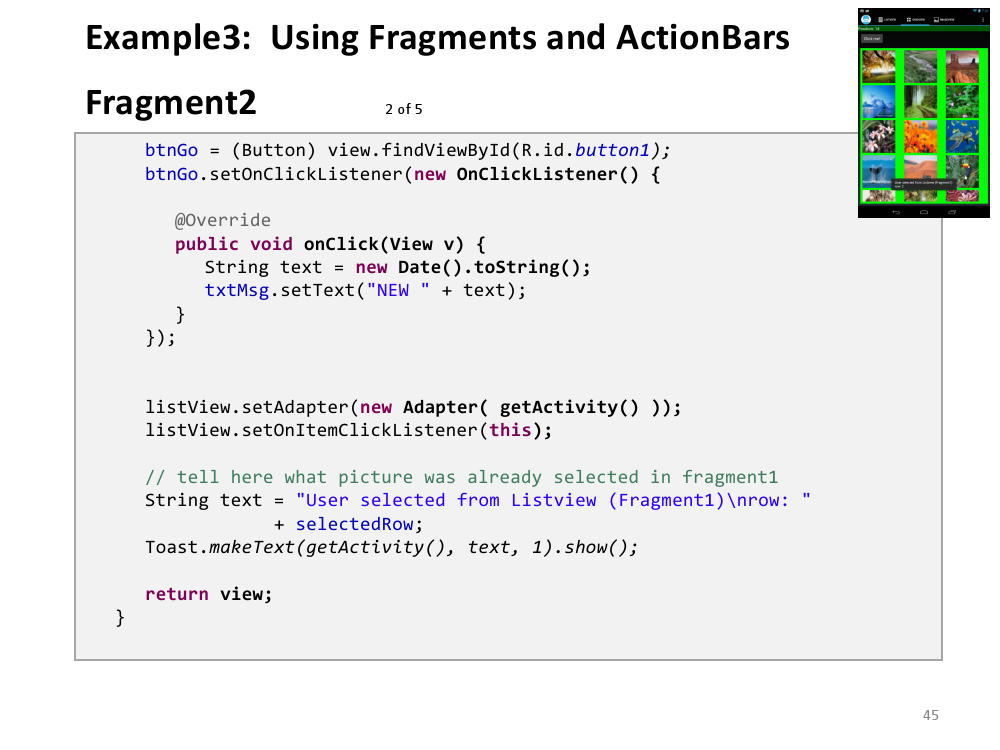 Example3: Using Fragments and ActionBars
Fragment2 2 of 5
btnGo = (Button) view.findViewById(R.id.button1);
btnGo.setOnClickListener(new OnClickListener() {
@Override
public void onClick(View v) {
String text = new Date().toString();
txtMsg.setText("NEW " + text);
}
});
listView.setAdapter(new Adapter( getActivity() ));
listView.setOnItemClickListener(this);
// tell here what picture was already selected in fragment1
String text = "User selected from Listview (Fragment1)\nrow: "
+ selectedRow;
Toast.makeText(getActivity(), text, 1).show();
return view;
}
45